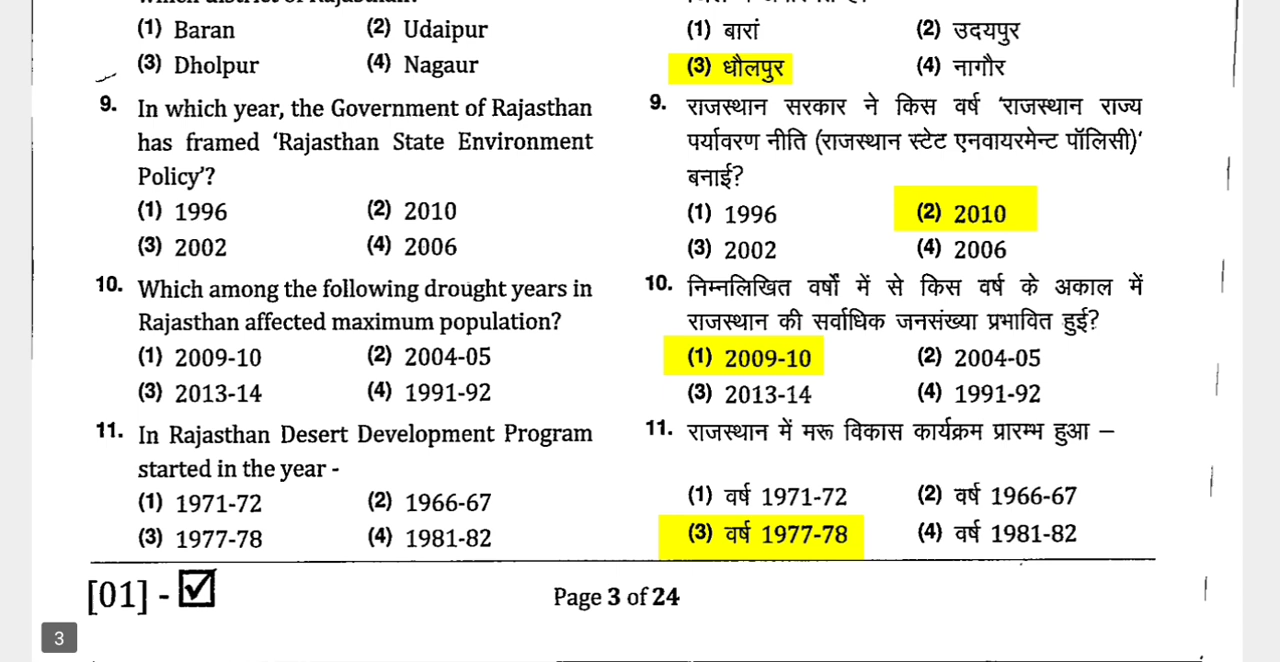 (1) Baran (2) Udaipur
(3) Dholpur (4) Nagaur
9. In which year, the Government of Rajasthan
has framed ‘Rajasthan State Environment
Policy’?
(1) 1996 (2) 2010
(3) 2002 (4) 2006
10. Which among the following drought years in
Rajasthan affected maximum population?
(1) 2009-10 (2) 2004-05
(3) 2013-14 (4) 1991-92
11. In Rajasthan Desert Development Program
started in the year -
(1) 1971-72 (2) 1966-67
(3) 1977-78 (4) 1981-82
(1) बारां (2) उदयपुर
(3) धौलपुर (4) नागौर
9. राजस्थान सरकार ने किस वर्ष ‘राजस्थान राज्य
पर्यावरण नीति (राजस्थान स्टेट एनवायरमेन्ट पॉलिसी)’
बनाई?
(1) 1996 (2) 2010
(3) 2002 (4) 2006
10. निम्नलिखित वर्षों में से किस वर्ष के अकाल में
राजस्थान की सर्वाधिक जनसंख्या प्रभावित हुई?
(1) 2009-10 (2) 2004-05
(3) 2013-14 (4) 1991-92
11. राजस्थान में मरू विकास कार्यक्रम प्रारम्भ हुआ –
(1) वर्ष 1971-72 (2) वर्ष 1966-67
(3) वर्ष 1977-78 (4) वर्ष 1981-82
[01] - ☑
Page 3 of 24
3